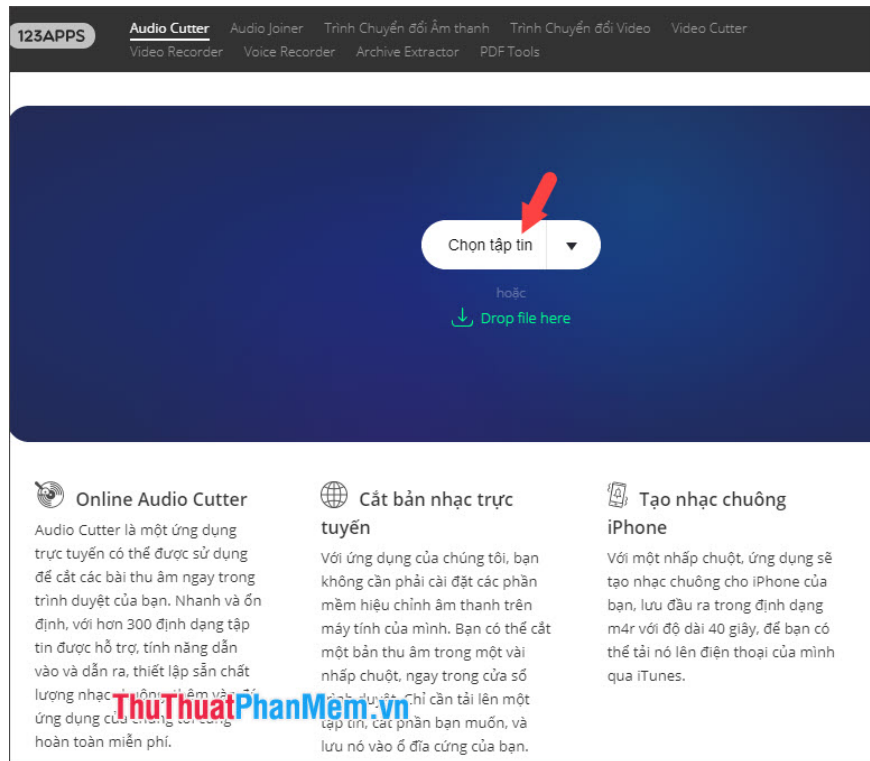 123APPS
Audio Cutter Audio Joiner Trình Chuyển đổi Âm thanh Trình Chuyển đổi Video Video Cutter
Video Recorder Voice Recorder Archive Extractor PDF Tools
Chọn tập tin
hoặc
Drop file here
Online Audio Cutter
Audio Cutter là một ứng dụng
trực tuyến có thể được sử dụng
để cắt các bài thu âm ngay trong
trình duyệt của bạn. Nhanh và ổn
định, với hơn 300 định dạng tập
tin được hỗ trợ, tính năng dẫn
vào và dẫn ra, thiết lập sẵn chất
lượng nhạc
ứng dụng
hoàn toàn miễn phí.
Cắt bản nhạc trực
tuyến
Với ứng dụng của chúng tôi, bạn
không cần phải cài đặt các phần
mềm hiệu chỉnh âm thanh trên
máy tính của mình. Bạn có thể cắt
một bản thu âm trong một vài
nhấp chuột, ngay trong cửa sổ
Chỉ cần tải lên một
tập tin, cắt phần bạn muốn, và
lưu nó vào ổ đĩa cứng của bạn.
Tạo nhạc chuông
iPhone
Với một nhấp chuột, ứng dụng sẽ
tạo nhạc chuông cho iPhone của
bạn, lưu đầu ra trong định dạng
m4r với độ dài 40 giây, để bạn có
thể tải nó lên điện thoại của mình
qua iTunes.
ThuThuatPhanMem.vn